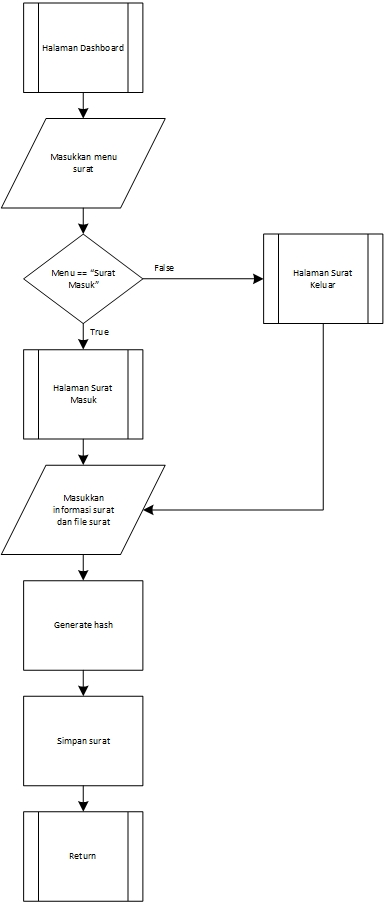 Halaman Dashboard
Masukkan menu
surat
Menu == “Surat
Masuk”
False
Halaman Surat
Keluar
True
Halaman Surat
Masuk
Masukkan
informasi surat
dan file surat
Generate hash
Simpan surat
Return